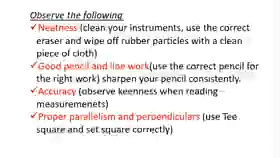 Observe the following
✓Neatness (clean your instruments, use the correct
eraser and wipe off rubber particles with a clean
piece of cloth)
✓Good pencil and line work(use the correct pencil for
the right work) sharpen your pencil consistently.
✓Accuracy (observe keenness when reading
measuremenets)
✓Proper parallelism and perpendiculars (use Tee
square and set square correctly)